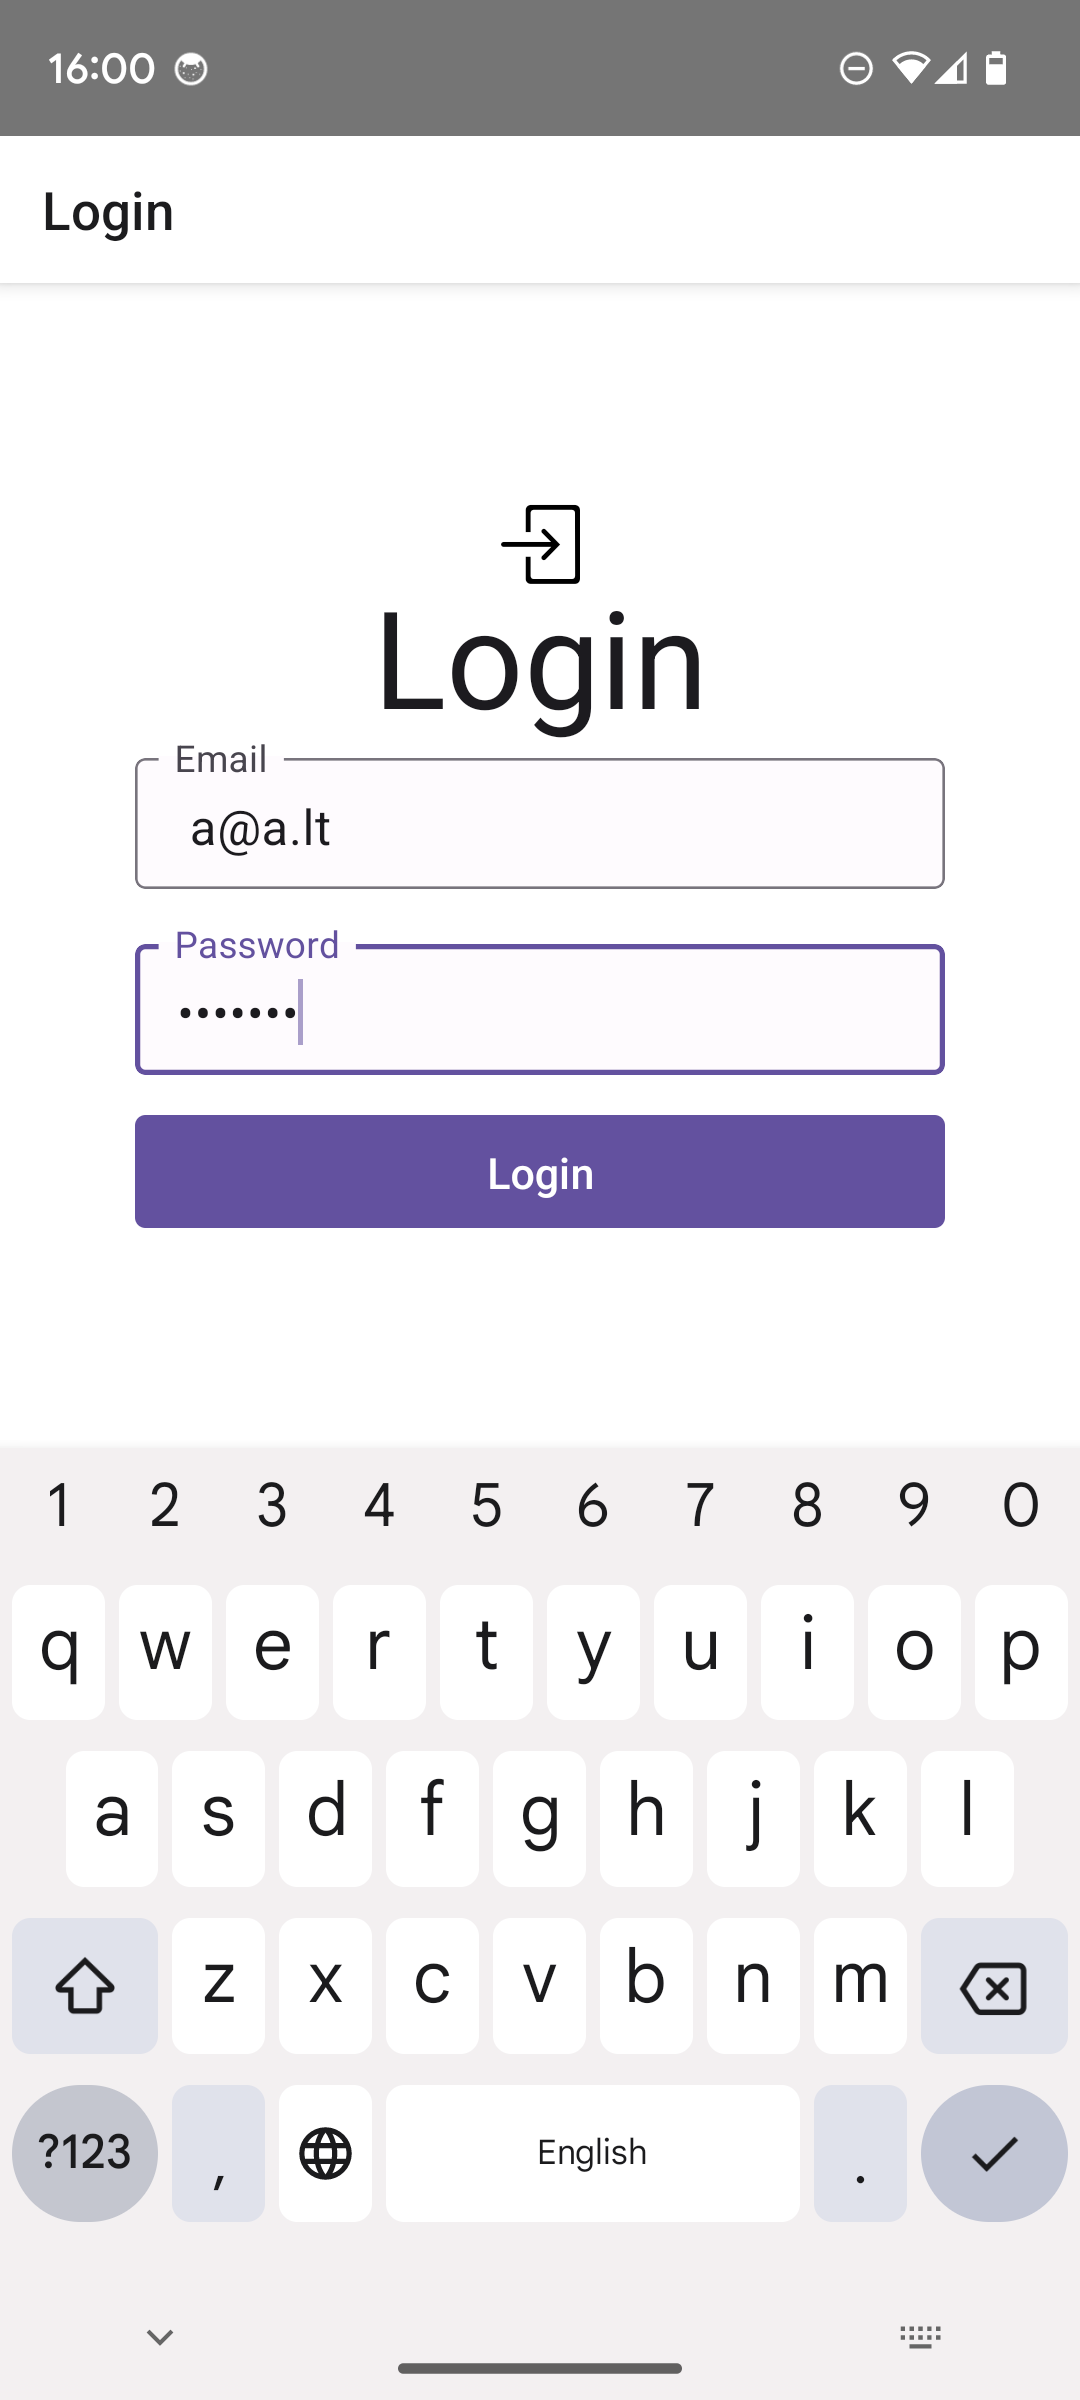 16:00
Login
Login
Email
a@a.lt
Password
•••••••
Login
1 2 3 4 5 6 7 8 9 0
q w e r t y u i o p
a s d f g h j k l
z x c v b n m
?123 , English .